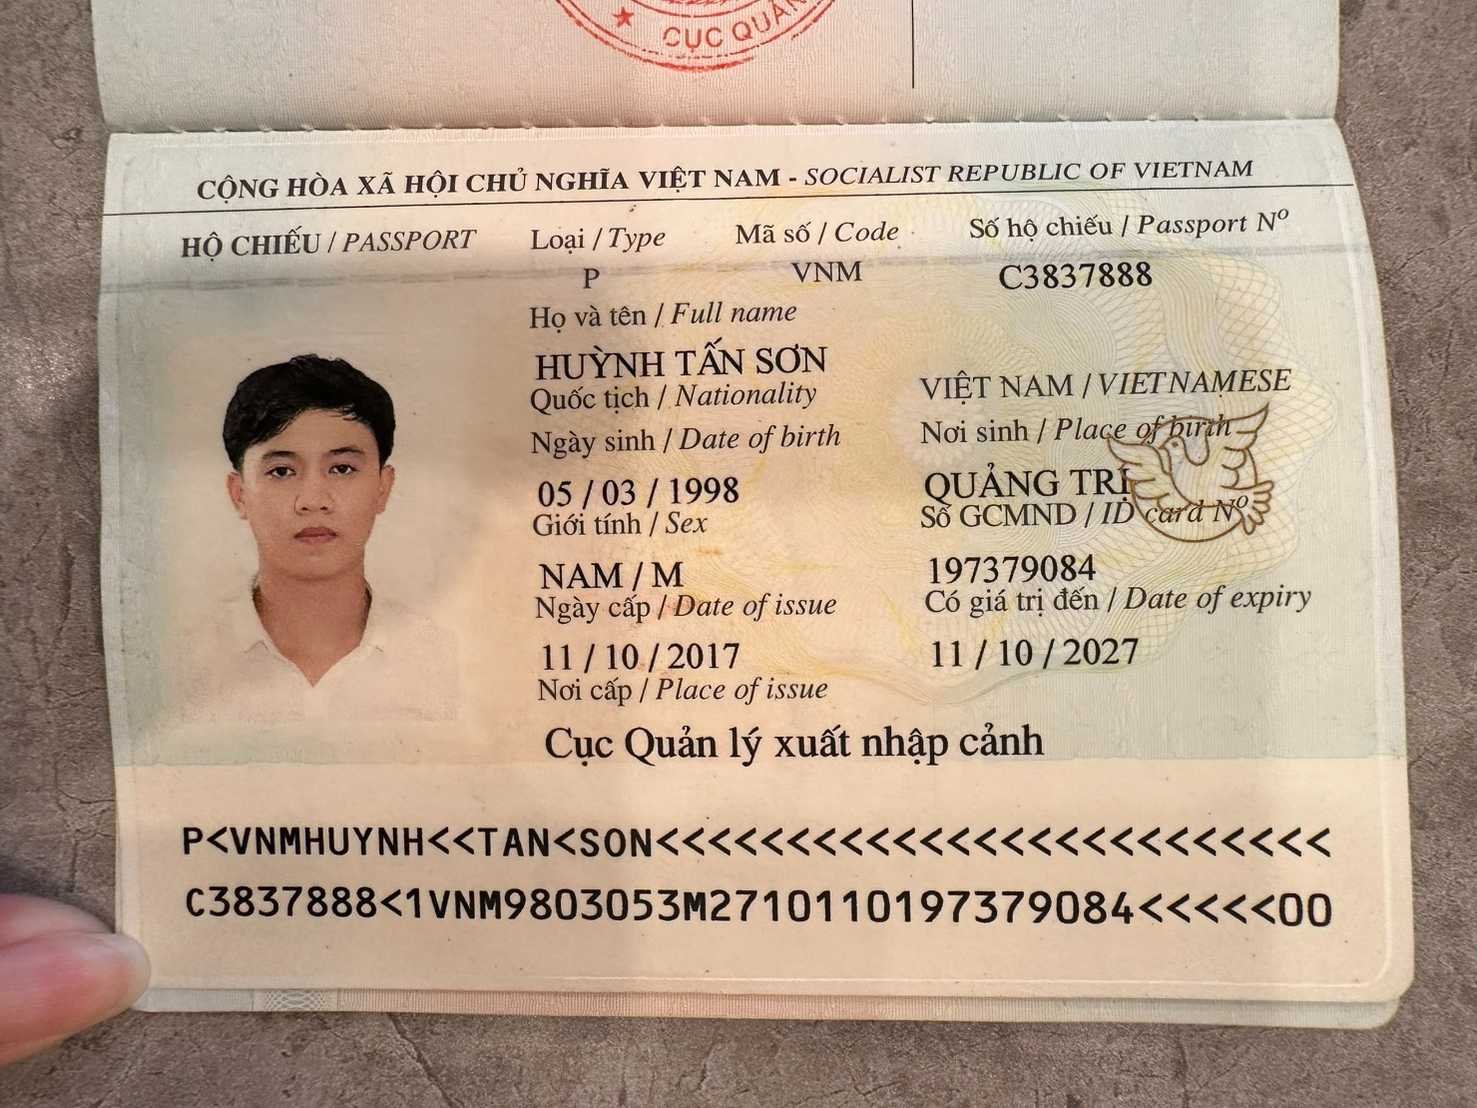 CỤC QUẢN
CỘNG HÒA XÃ HỘI CHỦ NGHĨA VIỆT NAM - SOCIALIST REPUBLIC OF VIETNAM
HỘ CHIẾU / PASSPORT Loại / Type Mã số / Code Số hộ chiếu / Passport Nº
P VNM C3837888
Họ và tên / Full name
HUỲNH TẤN SƠN
Quốc tịch / Nationality VIỆT NAM / VIETNAMESE
Ngày sinh / Date of birth Nơi sinh / Place of birth
05 / 03 / 1998 QUẢNG TRỊ
Giới tính / Sex Số GCMND / ID card Nº
NAM / M 197379084
Ngày cấp / Date of issue Có giá trị đến / Date of expiry
11 / 10 / 2017 11 / 10 / 2027
Nơi cấp / Place of issue
Cục Quản lý xuất nhập cảnh
P<VNMHUYNH<<TAN<SON<<<<<<<<<<<<<<<<<<<<<<<<<
C3837888<1VNM9803053M2710110197379084<<<<<00